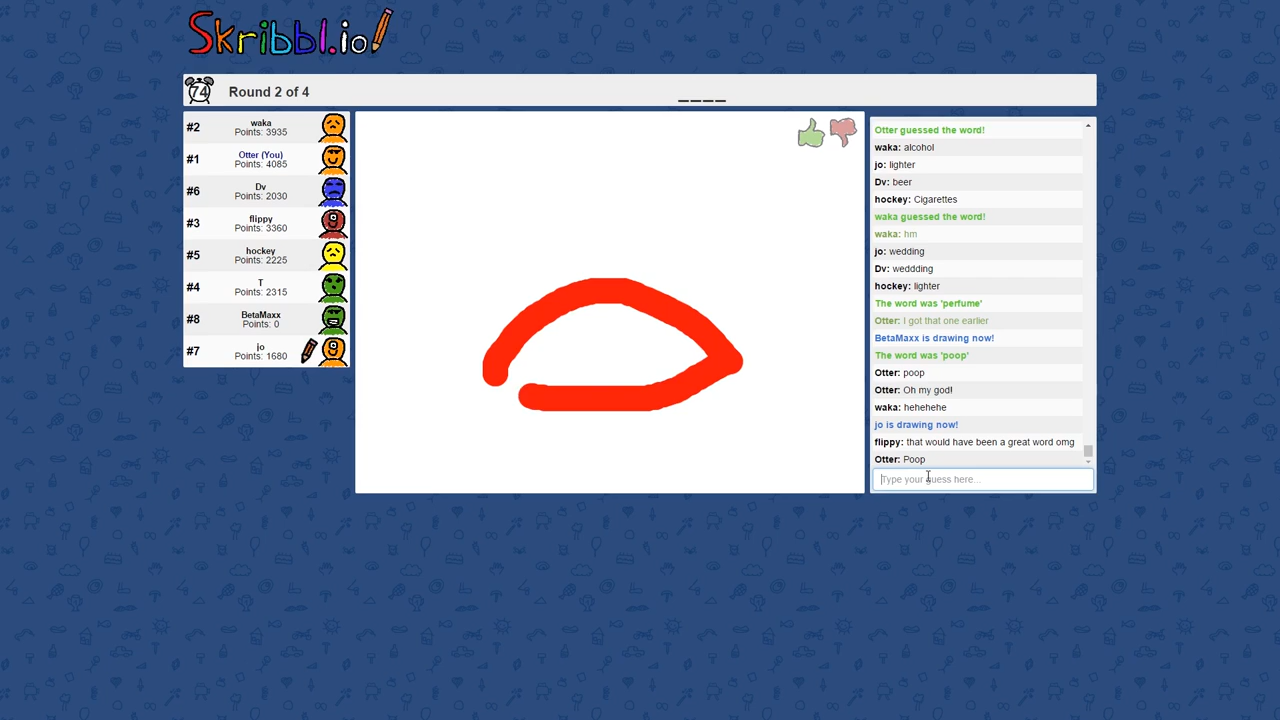 Skribbl.io!
74
Round 2 of 4
____
#2 waka
Points: 3935
#1 Otter (You)
Points: 4085
#6 Dv
Points: 2030
#3 flippy
Points: 3360
#5 hockey
Points: 2225
#4 T
Points: 2315
#8 BetaMaxx
Points: 0
#7 jo
Points: 1680
Otter guessed the word!
waka: alcohol
jo: lighter
Dv: beer
hockey: Cigarettes
waka guessed the word!
waka: hm
jo: wedding
Dv: weddding
hockey: lighter
The word was 'perfume'
Otter: I got that one earlier
BetaMaxx is drawing now!
The word was 'poop'
Otter: poop
Otter: Oh my god!
waka: hehehehe
jo is drawing now!
flippy: that would have been a great word omg
Otter: Poop
Type your guess here...